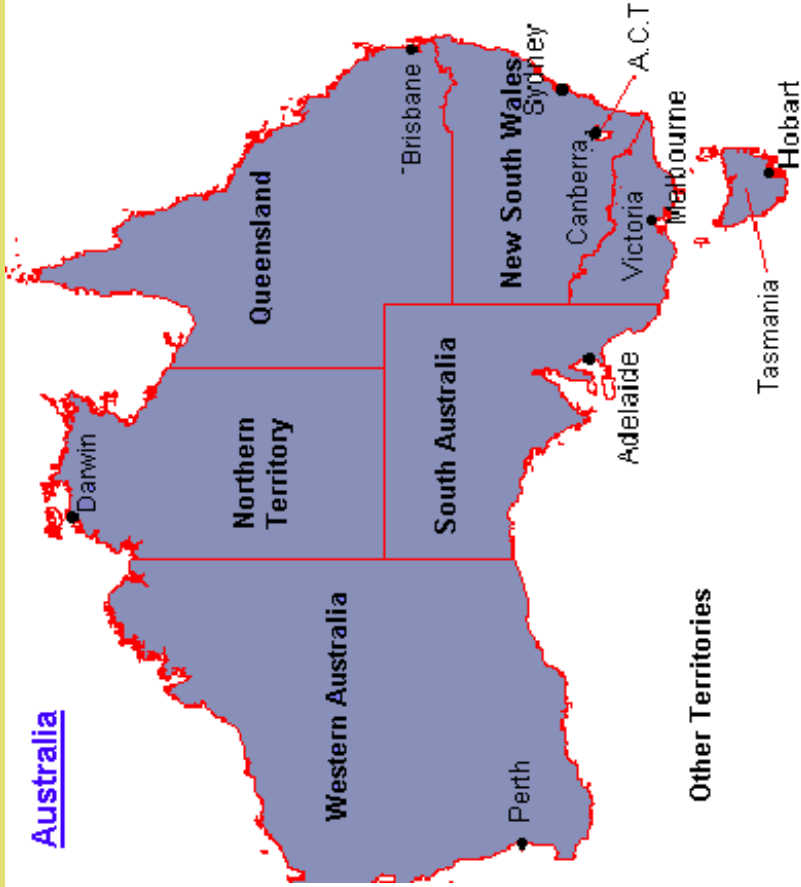 Australia
Darwin
Northern
Territory
Queensland
Western Australia
Brisbane
South Australia
New South Wales
Perth
Sydney
Canberra
A.C.T
Adelaide
Victoria
Melbourne
Other Territories
Tasmania
Hobart